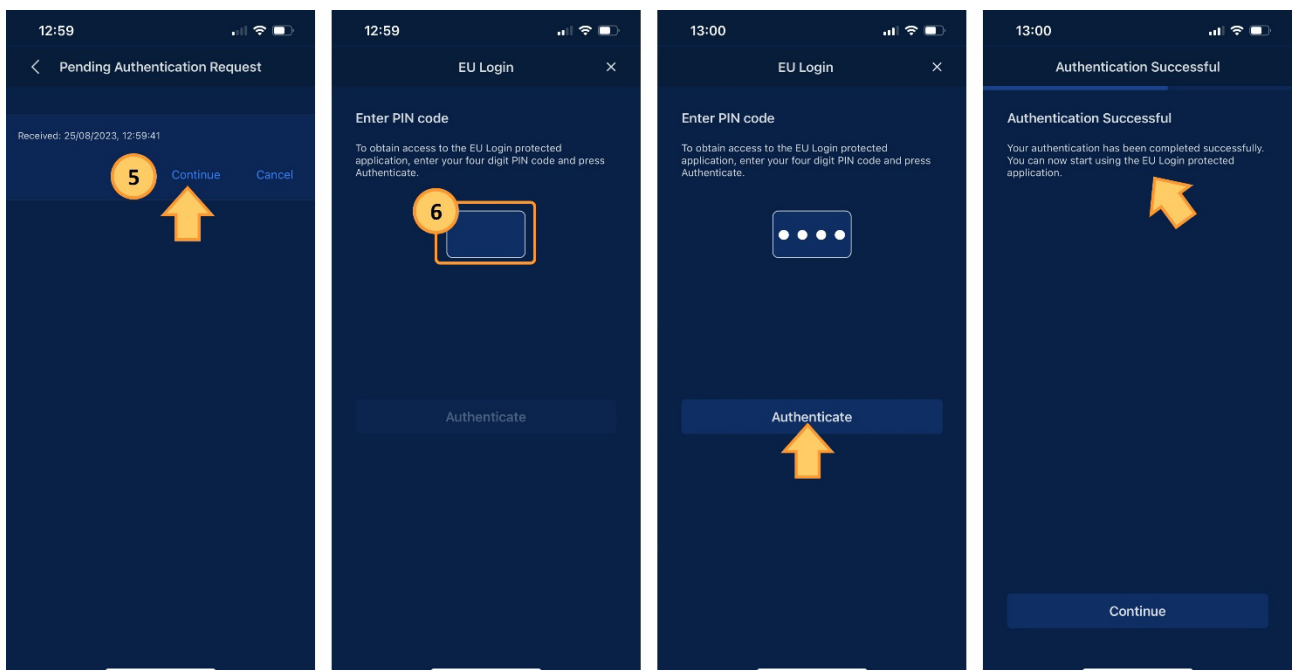 12:59
Pending Authentication Request
Received: 25/08/2023, 12:59:41
5
Continue
Cancel
12:59
EU Login
Enter PIN code
To obtain access to the EU Login protected
application, enter your four digit PIN code and press
Authenticate.
6
Authenticate
13:00
EU Login
Enter PIN code
To obtain access to the EU Login protected
application, enter your four digit PIN code and press
Authenticate.
Authenticate
13:00
Authentication Successful
Authentication Successful
Your authentication has been completed successfully.
You can now start using the EU Login protected
application.
Continue